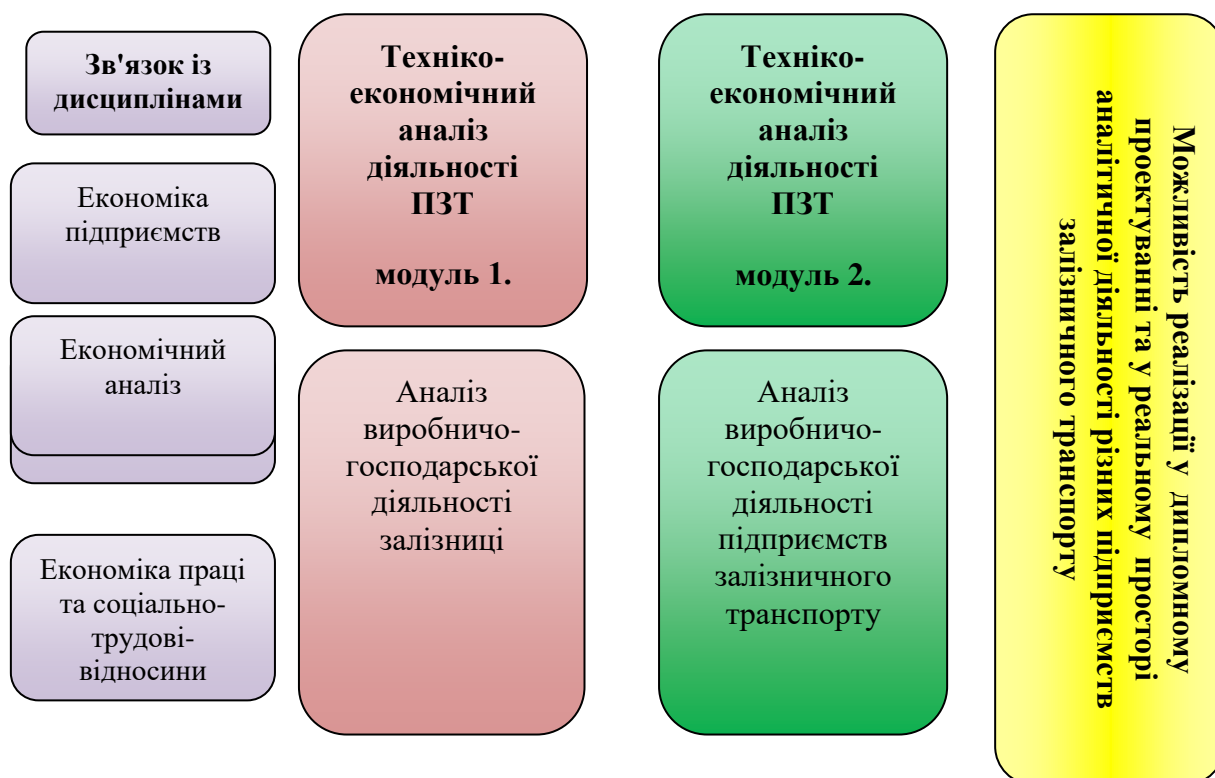 Зв'язок із
дисциплінами
Економіка
підприємств
Економічний
аналіз
Економіка праці
та соціально-
трудові-
відносини
Техніко-
економічний
аналіз
діяльності
ПЗТ
модуль 1.
Аналіз
виробничо-
господарської
діяльності
залізниці
Техніко-
економічний
аналіз
діяльності
ПЗТ
модуль 2.
Аналіз
виробничо-
господарської
діяльності
підприємств
залізничного
транспорту
Можливість реалізації у дипломному
проектуванні та у реальному просторі
аналітичної діяльності різних підприємств
залізничного транспорту